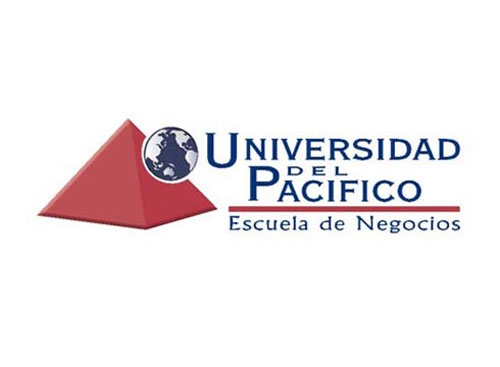 UNIVERSIDAD
DEL
PACIFICO
Escuela de Negocios